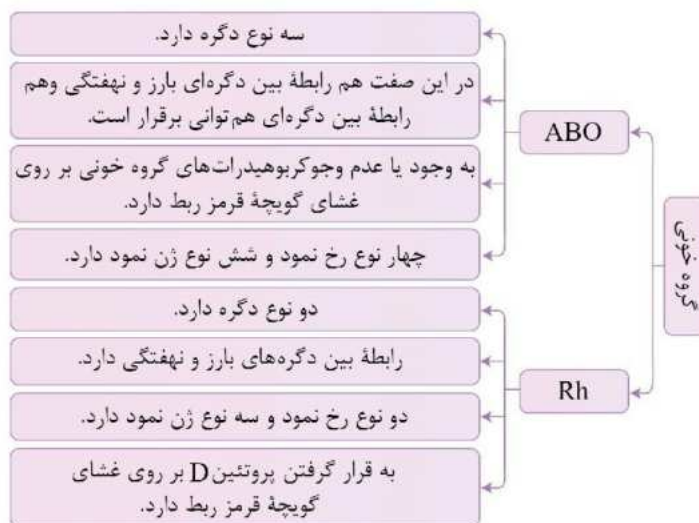 گروه خونی
ABO
سه نوع دگره دارد.
در این صفت هم رابطهٔ بین دگره‌ای بارز و نهفتگی وهم
رابطهٔ بین دگره‌ای هم‌توانی برقرار است.
به وجود یا عدم وجوکربوهیدرات‌های گروه خونی بر روی
غشای گویچهٔ قرمز ربط دارد.
چهار نوع رخ نمود و شش نوع ژن نمود دارد.
Rh
دو نوع دگره دارد.
رابطهٔ بین دگره‌های بارز و نهفتگی دارد.
دو نوع رخ نمود و سه نوع ژن نمود دارد.
به قرار گرفتن پروتئین D بر روی غشای
گویچهٔ قرمز ربط دارد.